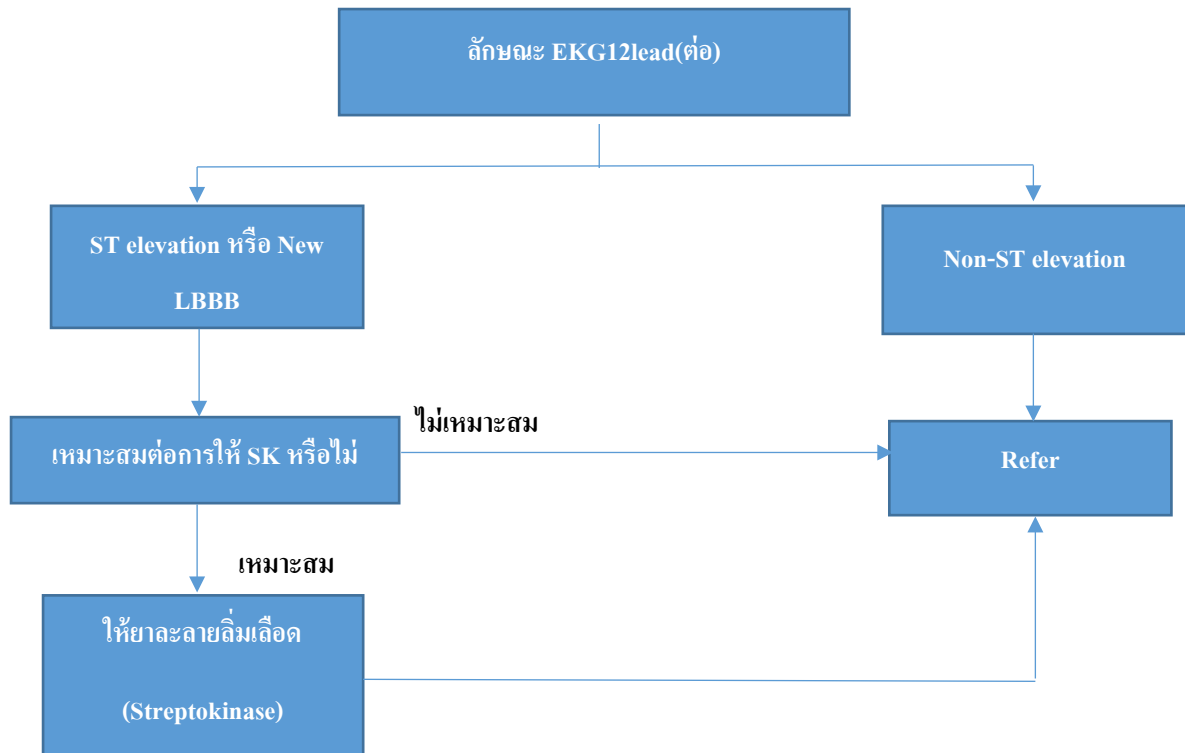 ลักษณะ EKG12lead(ต่อ)
ST elevation หรือ New
LBBB
Non-ST elevation
ไม่เหมาะสม
เหมาะสมต่อการให้ SK หรือไม่
Refer
เหมาะสม
ให้ยาละลายลิ่มเลือด
(Streptokinase)